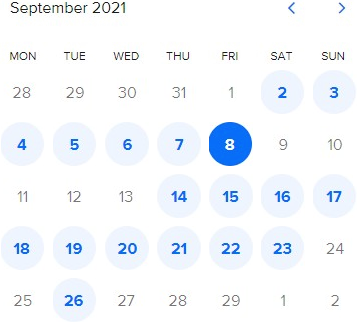 September 2021
MON TUE WED THU FRI SAT SUN
28 29 30 31 1 2 3
4 5 6 7 8 9 10
11 12 13 14 15 16 17
18 19 20 21 22 23 24
25 26 27 28 29 1 2